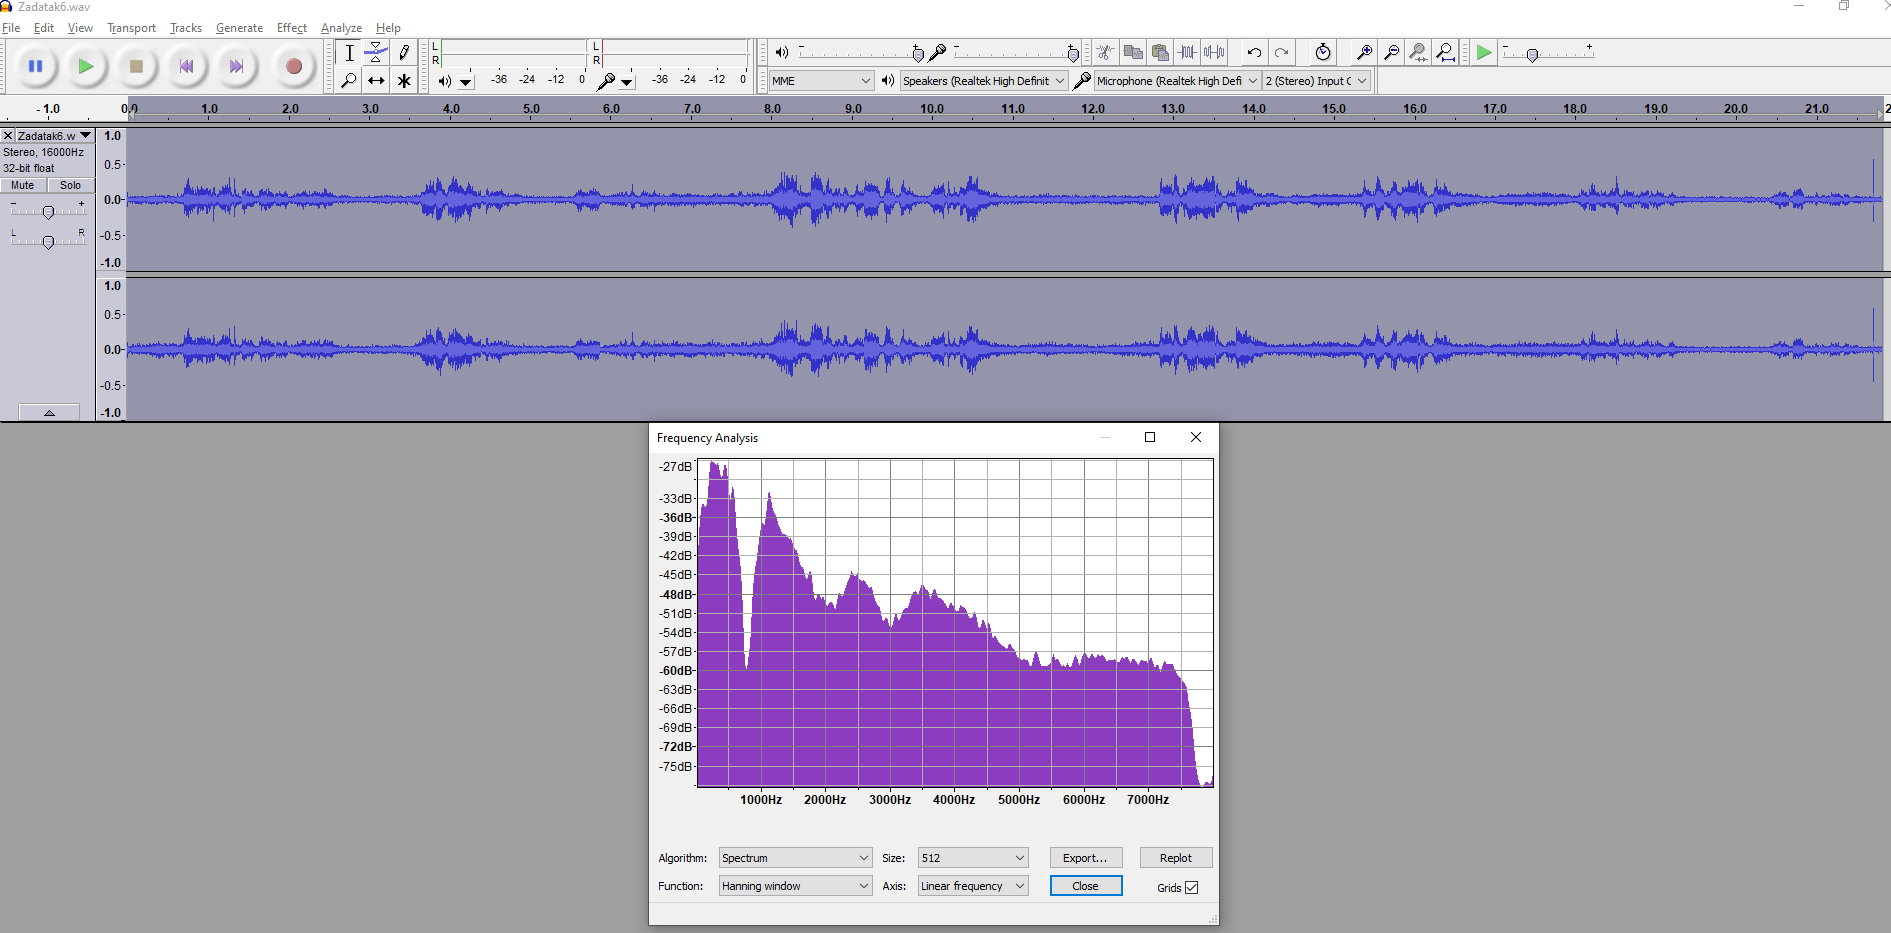 Zadatak6.wav
File Edit View Transport Tracks Generate Effect Analyze Help
L
R
-36 -24 -12 0
L
R
-36 -24 -12 0
MME
Speakers (Realtek High Definit
Microphone (Realtek High Defi
2 (Stereo) Input C
- 1.0 0.0 1.0 2.0 3.0 4.0 5.0 6.0 7.0 8.0 9.0 10.0 11.0 12.0 13.0 14.0 15.0 16.0 17.0 18.0 19.0 20.0 21.0 2
Zadatak6.w
Stereo, 16000Hz
32-bit float
Mute Solo
- +
L R
1.0
0.5
0.0
-0.5
-1.0
1.0
0.5
0.0
-0.5
-1.0
Frequency Analysis
-27dB
-33dB
-36dB
-39dB
-42dB
-45dB
-48dB
-51dB
-54dB
-57dB
-60dB
-63dB
-66dB
-69dB
-72dB
-75dB
1000Hz 2000Hz 3000Hz 4000Hz 5000Hz 6000Hz 7000Hz
Algorithm: Spectrum Size: 512 Export... Replot
Function: Hanning window Axis: Linear frequency Close Grids